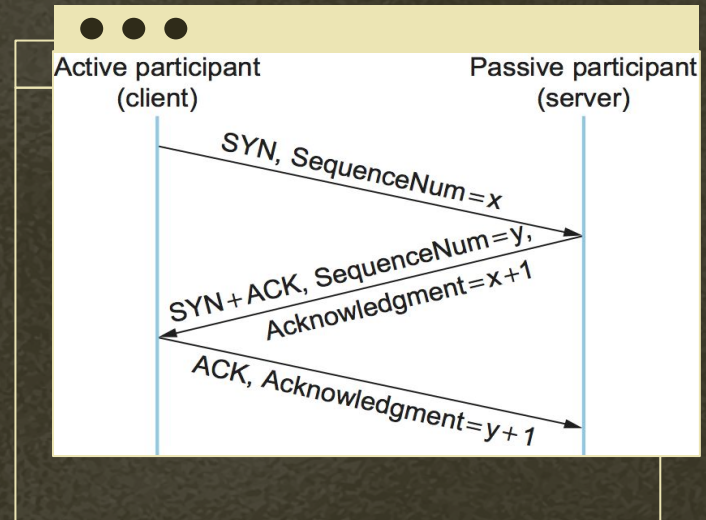 Active participant
(client)
Passive participant
(server)
SYN, SequenceNum=x
SYN+ACK, SequenceNum=y,
Acknowledgment=x+1
ACK, Acknowledgment=y+1